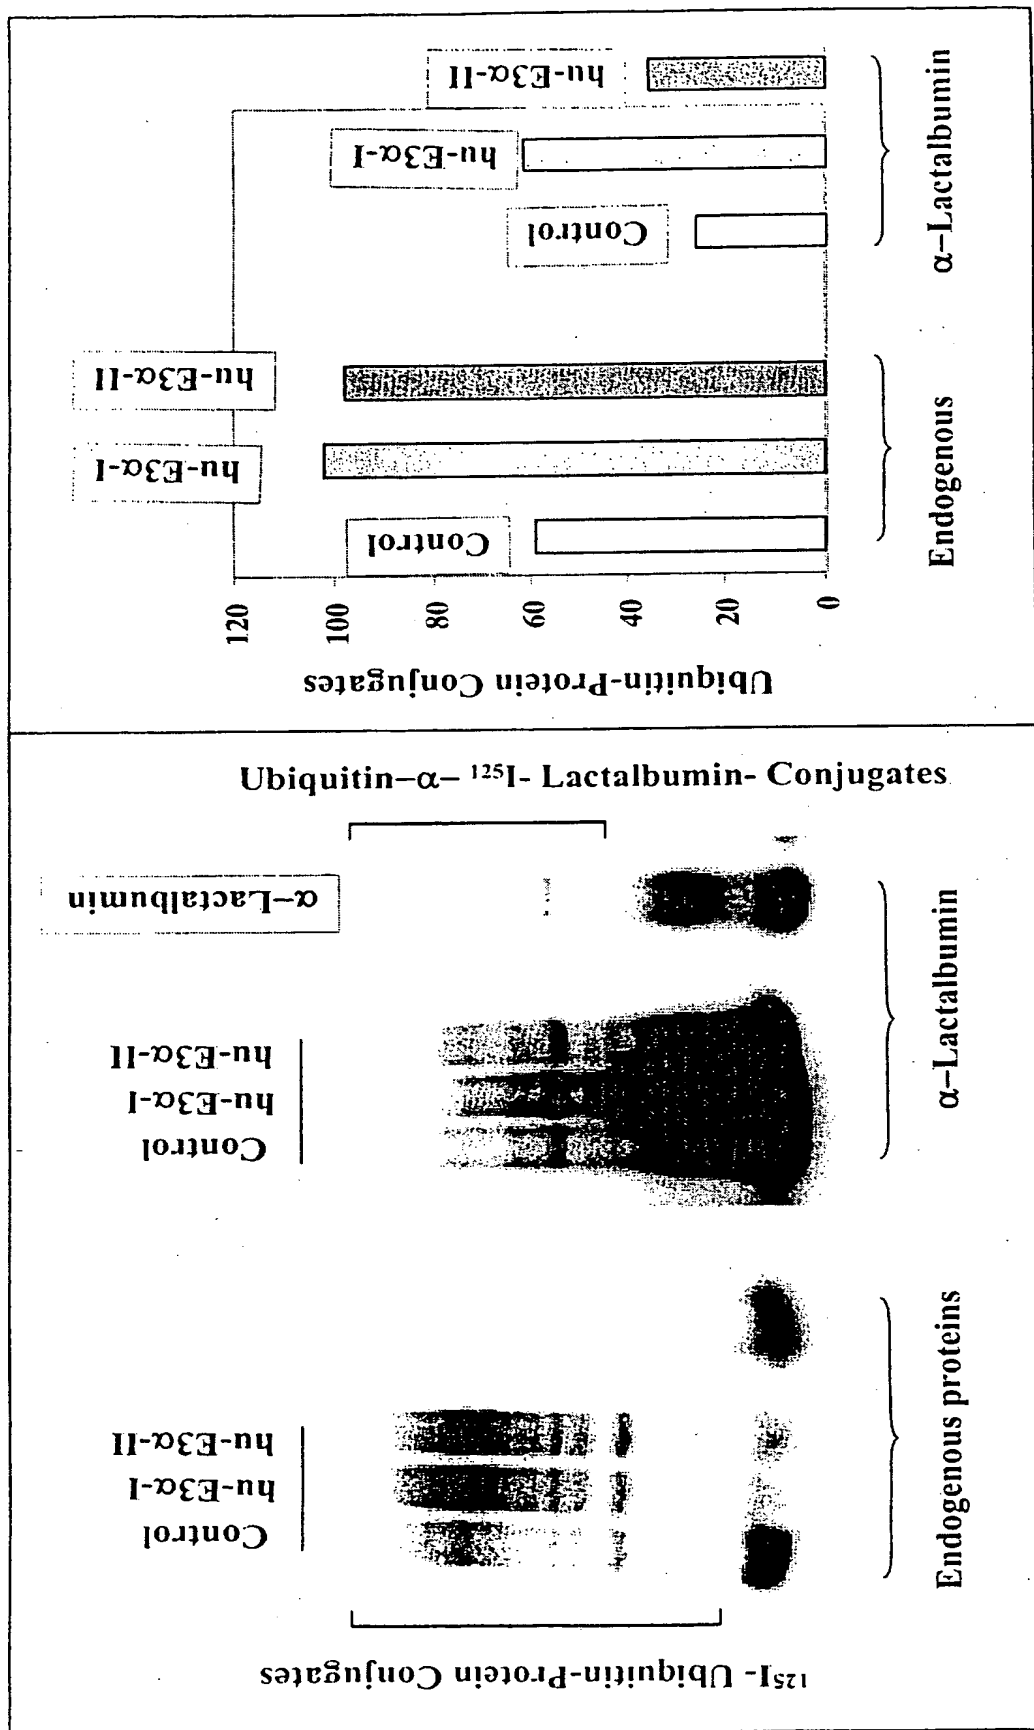 ¹²⁵I- Ubiquitin-Protein Conjugates
Control
hu-E3α-I
hu-E3α-II
Endogenous proteins
Control
hu-E3α-I
hu-E3α-II
α–Lactalbumin
α–Lactalbumin
Ubiquitin–α– ¹²⁵I- Lactalbumin- Conjugates
Ubiquitin-Protein Conjugates
120
100
80
60
40
20
0
Control
hu-E3α-I
hu-E3α-II
Endogenous
Control
hu-E3α-I
hu-E3α-II
α–Lactalbumin